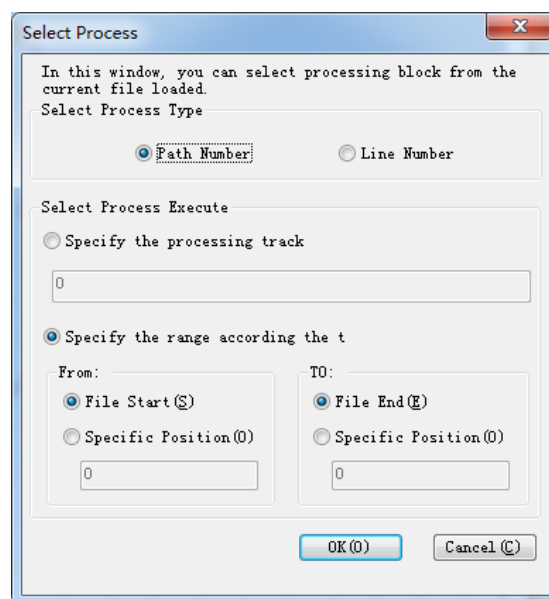 Select Process
In this window, you can select processing block from the
current file loaded.
Select Process Type
Path Number
Line Number
Select Process Execute
Specify the processing track
0
Specify the range according the t
From:
File Start(S)
Specific Position(O)
0
TO:
File End(E)
Specific Position(O)
0
OK(O)
Cancel(C)